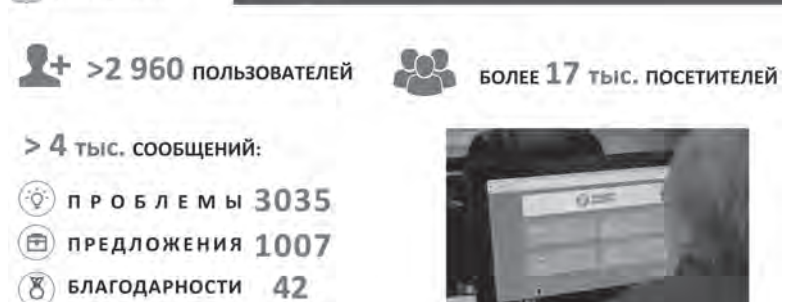 >2 960 ПОЛЬЗОВАТЕЛЕЙ
БОЛЕЕ 17 ТЫС. ПОСЕТИТЕЛЕЙ
> 4 ТЫС. СООБЩЕНИЙ:
ПРОБЛЕМЫ 3035
ПРЕДЛОЖЕНИЯ 1007
БЛАГОДАРНОСТИ 42